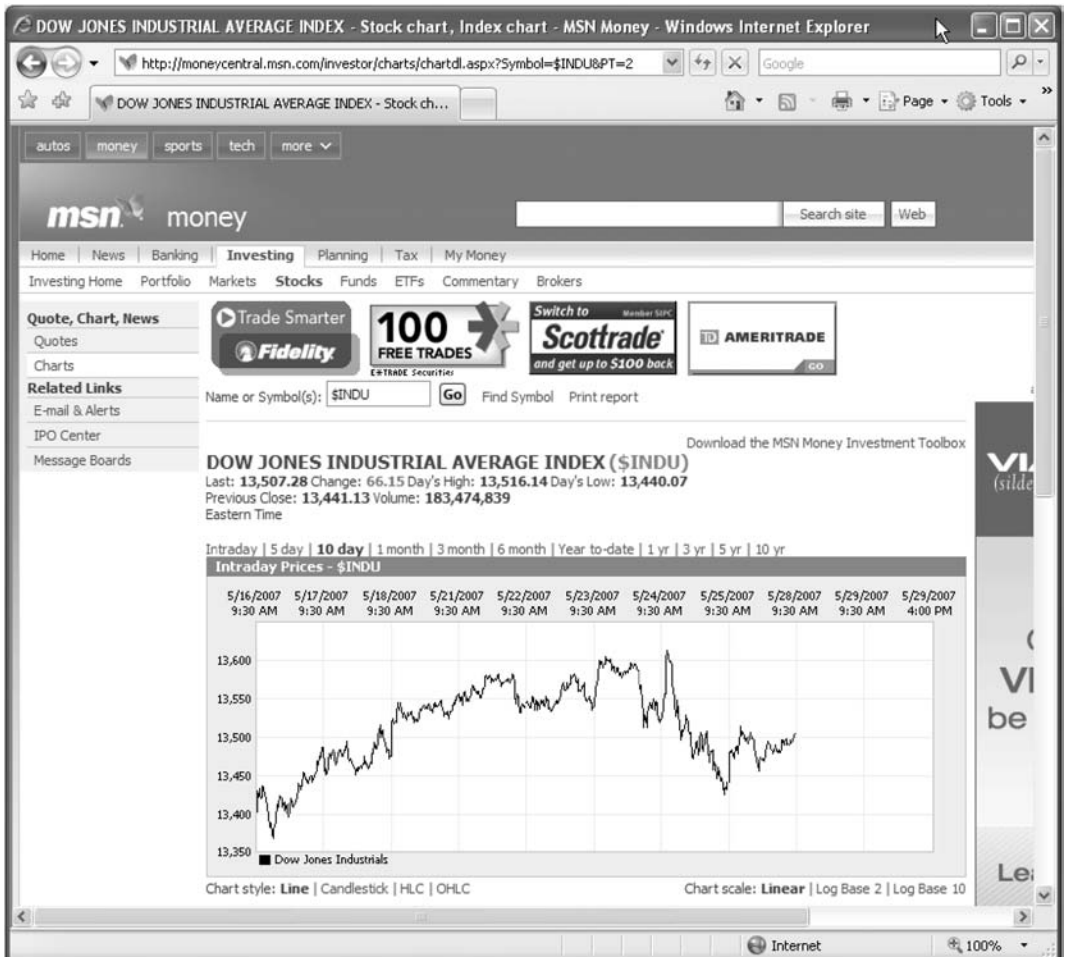 DOW JONES INDUSTRIAL AVERAGE INDEX - Stock chart, Index chart - MSN Money - Windows Internet Explorer
http://moneycentral.msn.com/investor/charts/chartdl.aspx?Symbol=$INDU&PT=2
Google
DOW JONES INDUSTRIAL AVERAGE INDEX - Stock ch...
Page Tools »
autos money sports tech more
msn money
Search site Web
Home | News | Banking | Investing | Planning | Tax | My Money
Investing Home Portfolio Markets Stocks Funds ETFs Commentary Brokers
Quote, Chart, News
Quotes
Charts
Related Links
E-mail & Alerts
IPO Center
Message Boards
Trade Smarter
Fidelity
100
FREE TRADES
E*TRADE Securities
Switch to Member SIPC
Scottrade
and get up to $100 back
TD AMERITRADE
GO
Name or Symbol(s): $INDU Go Find Symbol Print report
Download the MSN Money Investment Toolbox
DOW JONES INDUSTRIAL AVERAGE INDEX ($INDU)
Last: 13,507.28 Change: 66.15 Day's High: 13,516.14 Day's Low: 13,440.07
Previous Close: 13,441.13 Volume: 183,474,839
Eastern Time
Intraday | 5 day | 10 day | 1 month | 3 month | 6 month | Year to-date | 1 yr | 3 yr | 5 yr | 10 yr
Intraday Prices - $INDU
5/16/2007 5/17/2007 5/18/2007 5/21/2007 5/22/2007 5/23/2007 5/24/2007 5/25/2007 5/28/2007 5/29/2007 5/29/2007
9:30 AM 9:30 AM 9:30 AM 9:30 AM 9:30 AM 9:30 AM 9:30 AM 9:30 AM 9:30 AM 9:30 AM 4:00 PM
13,600
13,550
13,500
13,450
13,400
13,350
Dow Jones Industrials
Chart style: Line | Candlestick | HLC | OHLC
Chart scale: Linear | Log Base 2 | Log Base 10
VI
(silde
VI
be
Le
Internet
100%